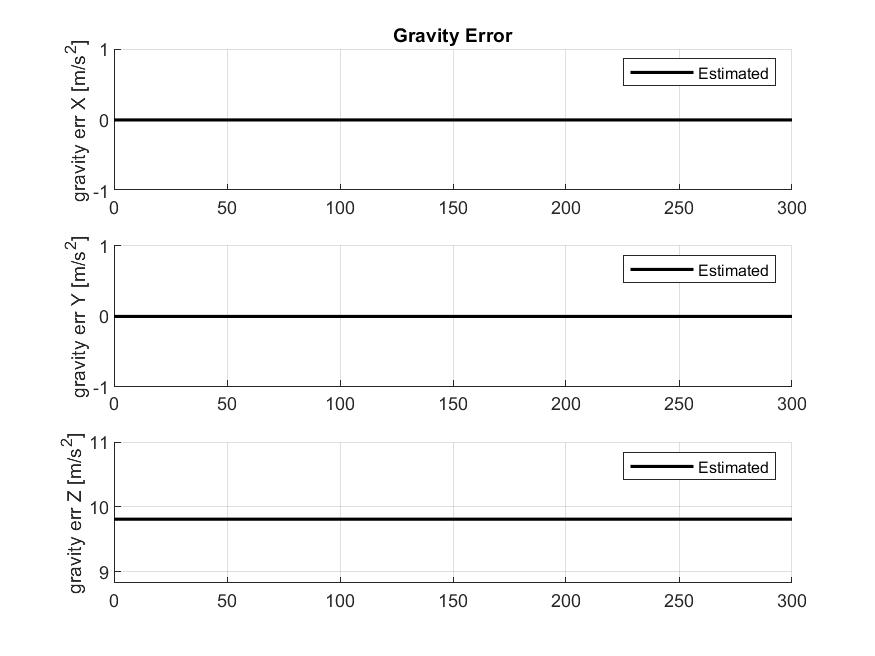 Gravity Error
gravity err X [m/s²]
1
0
-1
Estimated
0 50 100 150 200 250 300
gravity err Y [m/s²]
1
0
-1
Estimated
0 50 100 150 200 250 300
gravity err Z [m/s²]
11
10
9
Estimated
0 50 100 150 200 250 300